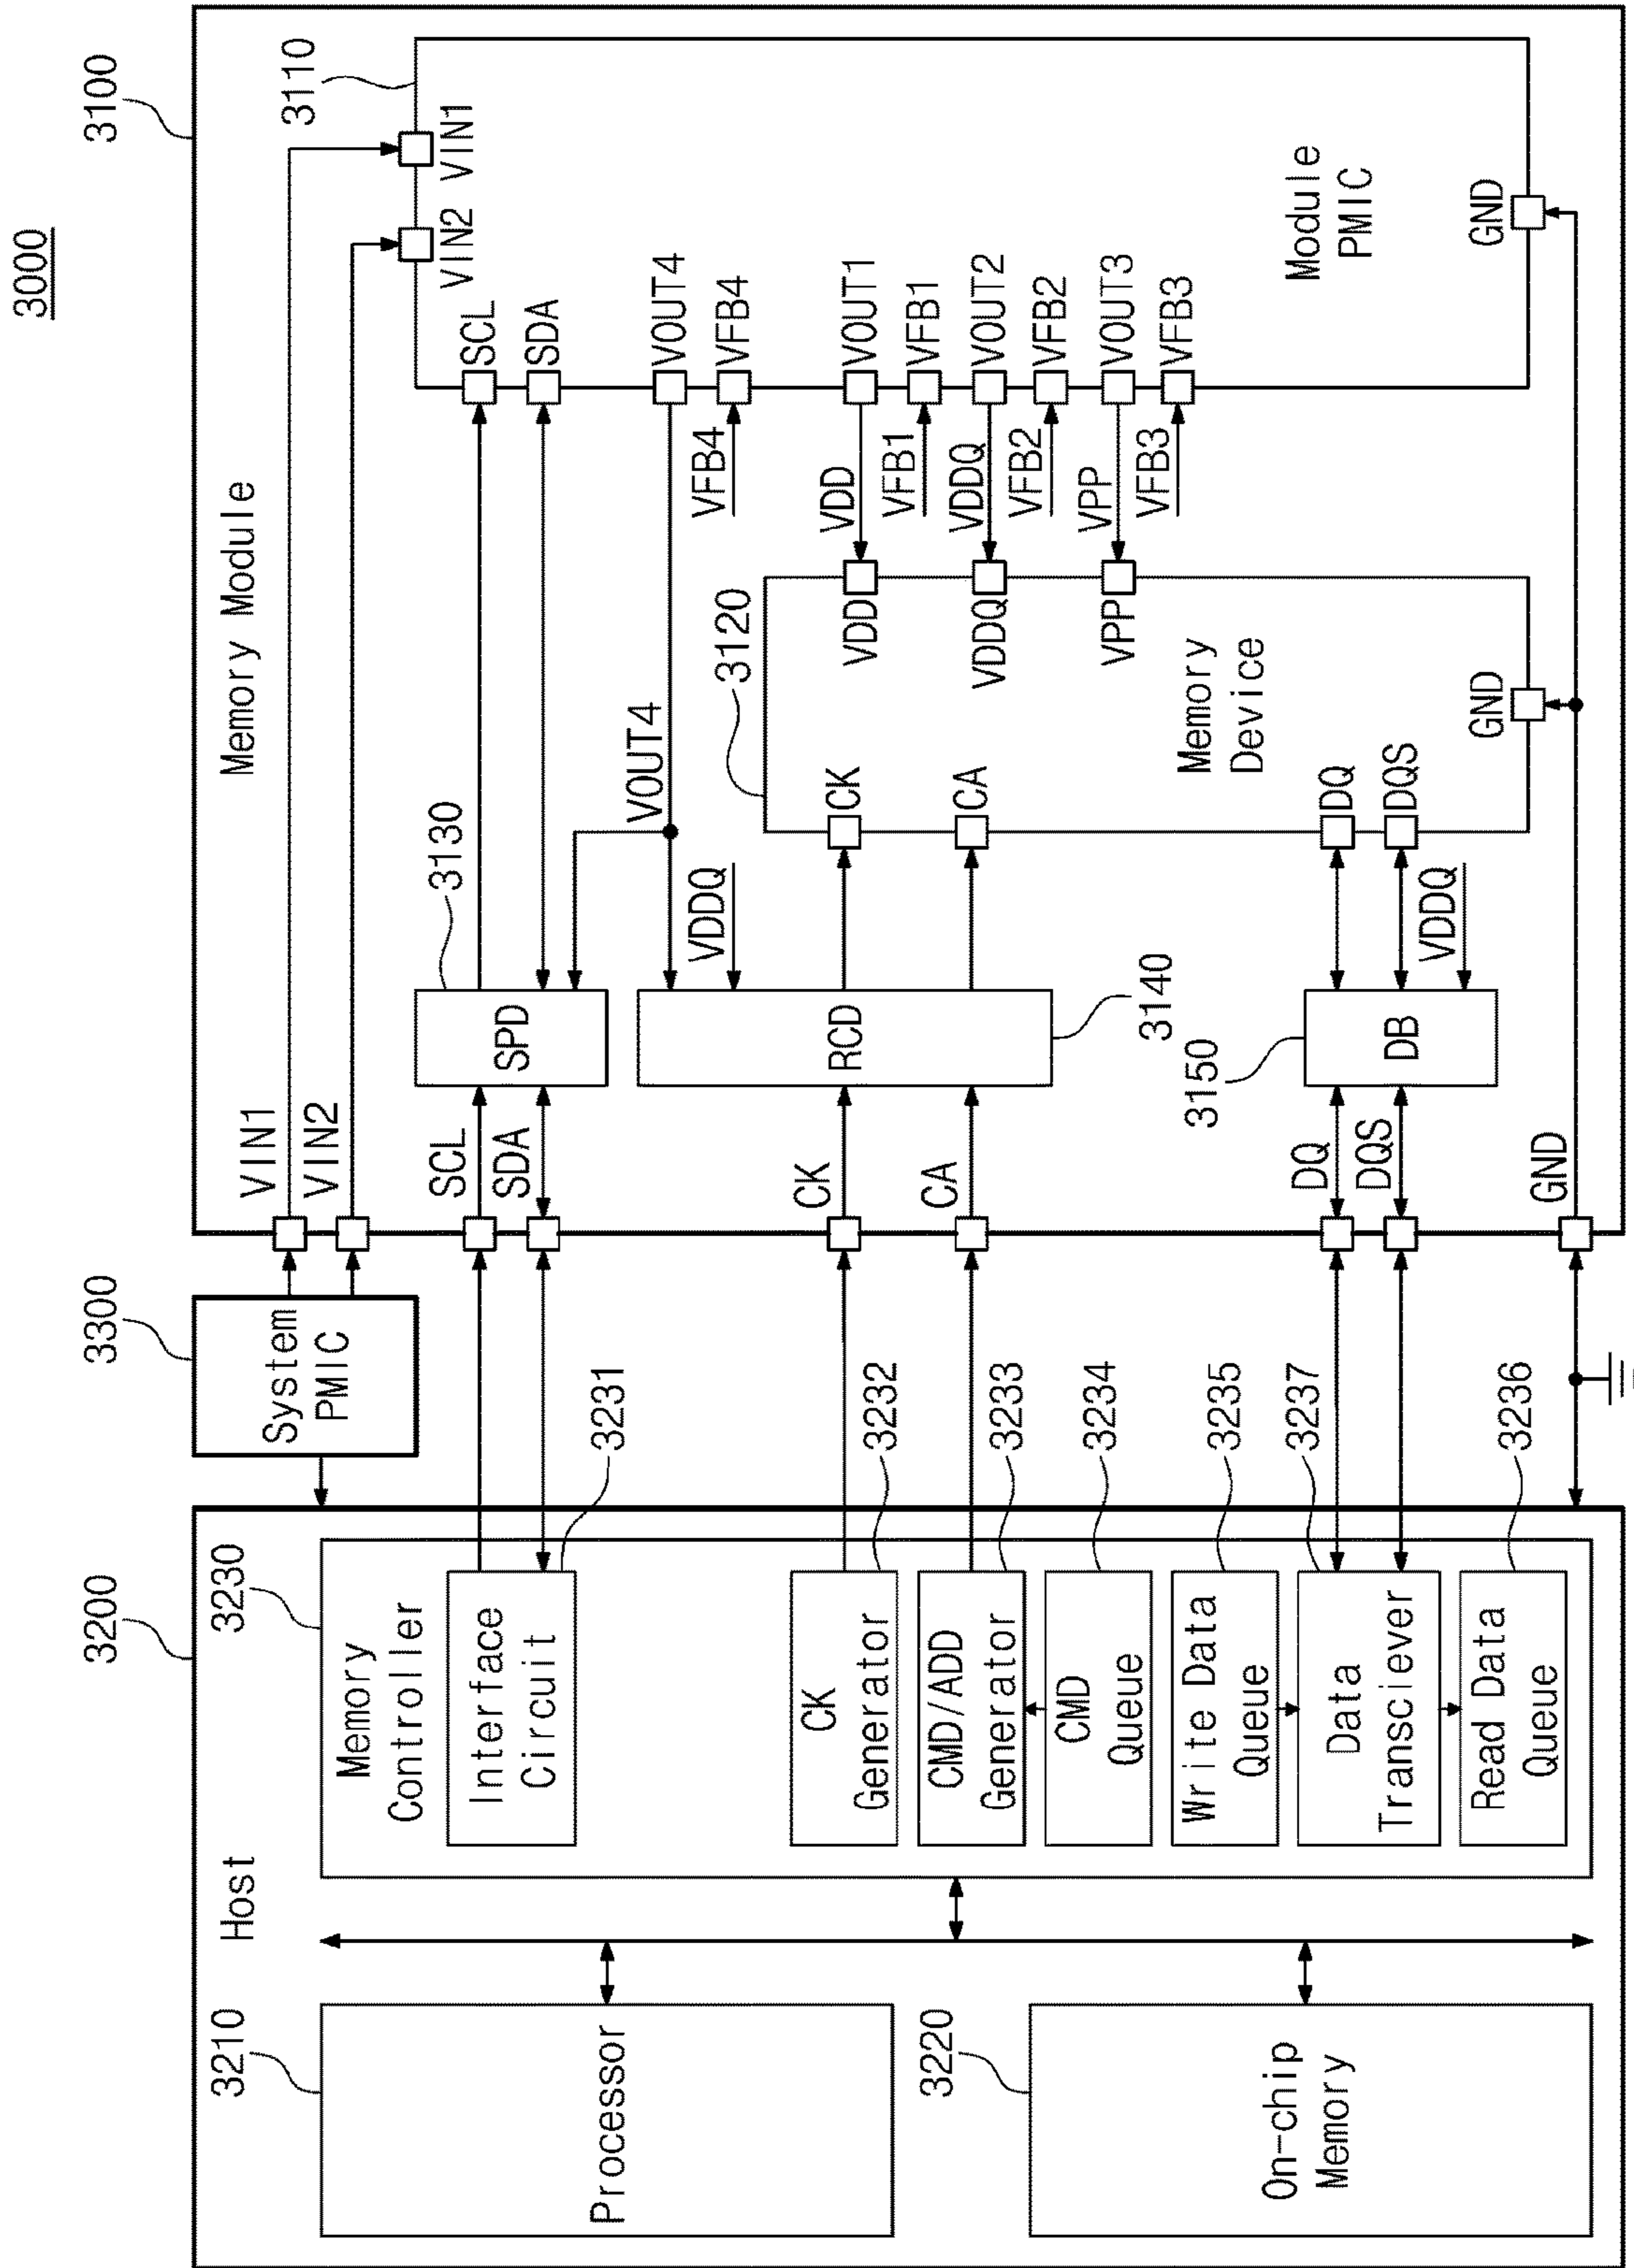 3000
3200
Host
3210
Processor
3220
On-chip
Memory
3230
Memory
Controller
Interface
Circuit
3231
CK
Generator
3232
CMD/ADD
Generator
3233
CMD
Queue
3234
Write Data
Queue
3235
Data
Transciever
3237
Read Data
Queue
3236
3300
System
PMIC
3100
Memory Module
VIN1
VIN2
SCL
SDA
CK
CA
DQ
DQS
GND
3130
SPD
RCD
3140
3150
DB
VOUT4
VDDQ
VDDQ
3120
Memory
Device
CK
CA
DQ
DQS
VDD
VDDQ
VPP
GND
VFB4
VDD
VFB1
VDDQ
VFB2
VPP
VFB3
3110
VIN1
VIN2
SCL
SDA
VOUT4
VFB4
VOUT1
VFB1
VOUT2
VFB2
VOUT3
VFB3
Module
PMIC
GND